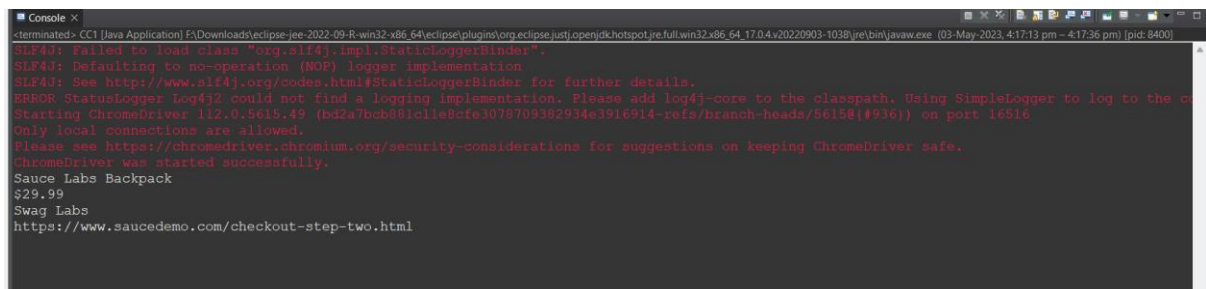 Console ×
<terminated> CC1 [Java Application] F:\Downloads\eclipse-jee-2022-09-R-win32-x86_64\eclipse\plugins\org.eclipse.justj.openjdk.hotspot.jre.full.win32.x86_64_17.0.4.v20220903-1038\jre\bin\javaw.exe (03-May-2023, 4:17:13 pm – 4:17:36 pm) [pid: 8400]
SLF4J: Failed to load class "org.slf4j.impl.StaticLoggerBinder".
SLF4J: Defaulting to no-operation (NOP) logger implementation
SLF4J: See http://www.slf4j.org/codes.html#StaticLoggerBinder for further details.
ERROR StatusLogger Log4j2 could not find a logging implementation. Please add log4j-core to the classpath. Using SimpleLogger to log to the co
Starting ChromeDriver 112.0.5615.49 (bd2a7bcb881c11e8cfe3078709382934e3916914-refs/branch-heads/5615@{#936}) on port 16516
Only local connections are allowed.
Please see https://chromedriver.chromium.org/security-considerations for suggestions on keeping ChromeDriver safe.
ChromeDriver was started successfully.
Sauce Labs Backpack
$29.99
Swag Labs
https://www.saucedemo.com/checkout-step-two.html